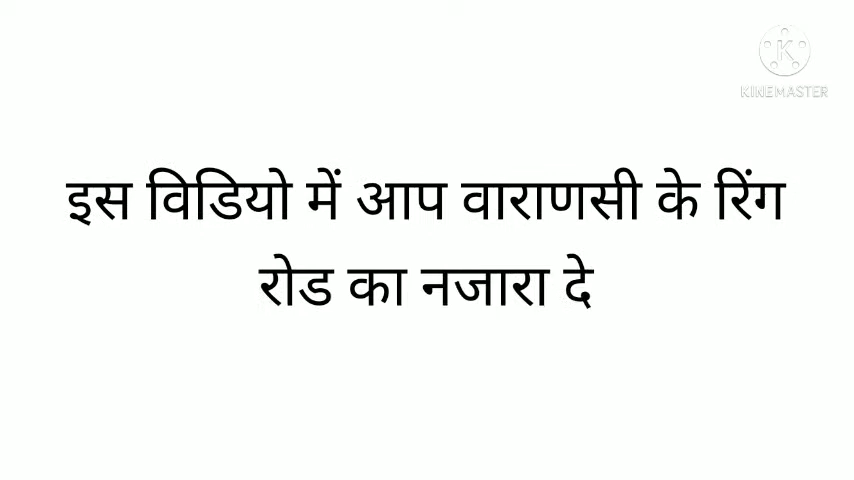 KINEMASTER
इस विडियो में आप वाराणसी के रिंग
रोड का नजारा दे